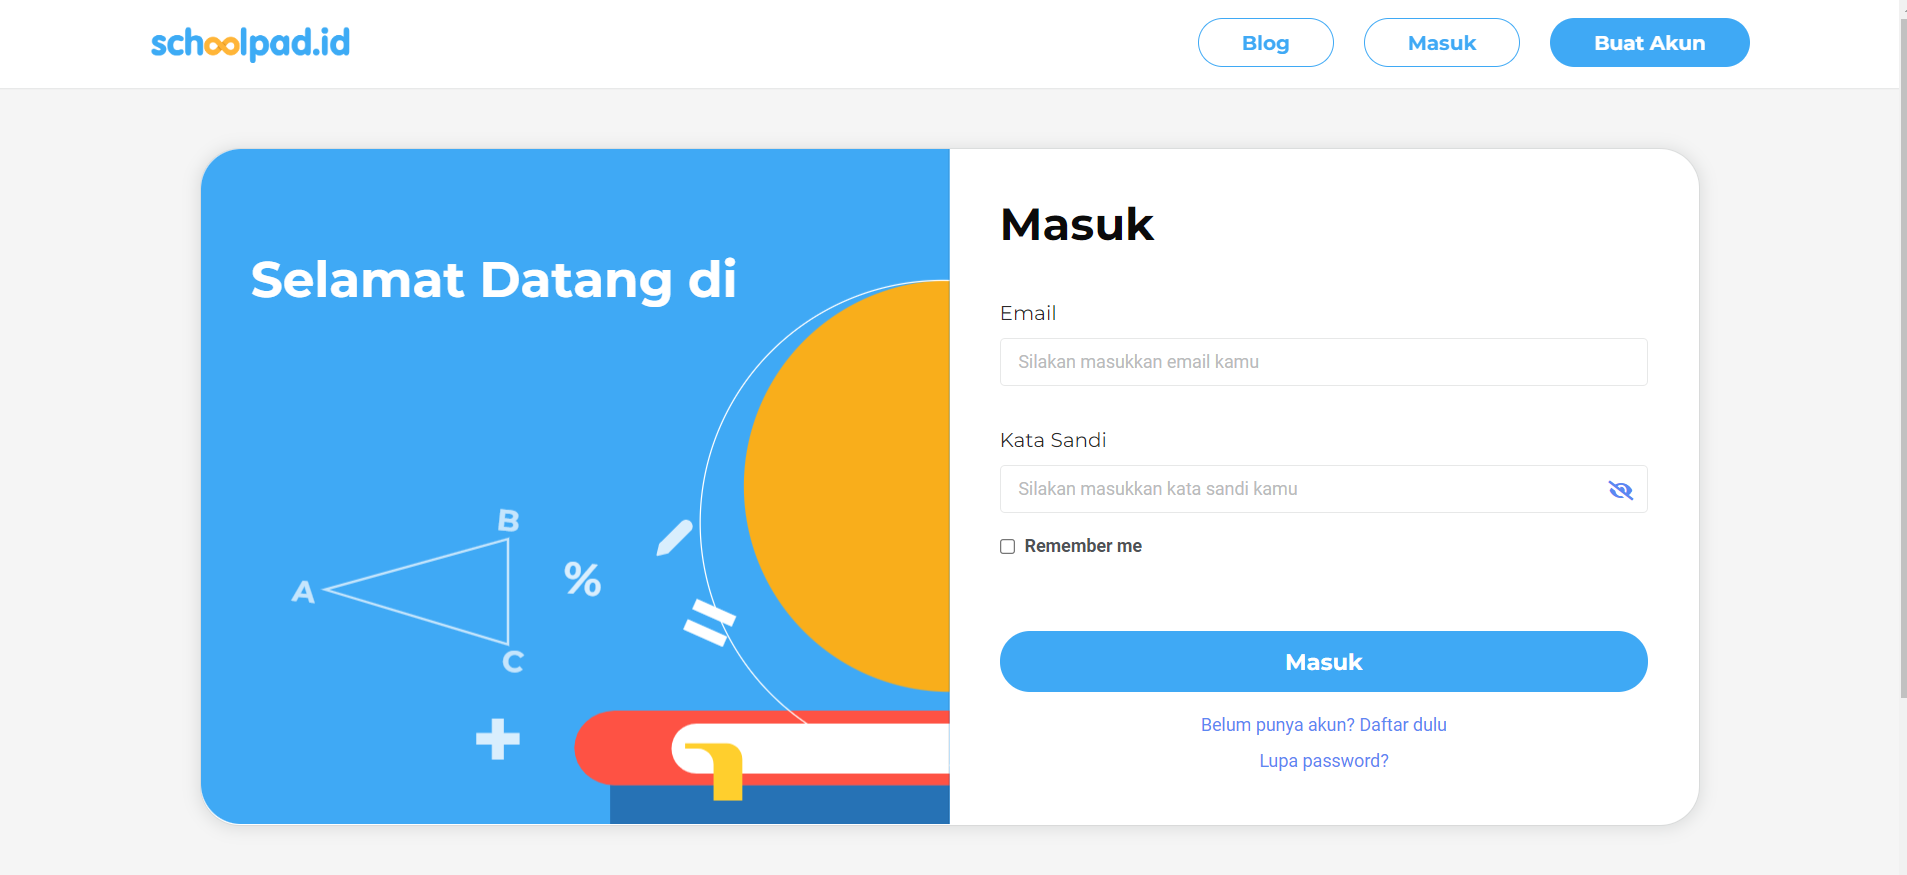 schoolpad.id
Blog
Masuk
Buat Akun
Selamat Datang di
B
A
C
%
=
+
Masuk
Email
Silakan masukkan email kamu
Kata Sandi
Silakan masukkan kata sandi kamu
Remember me
Masuk
Belum punya akun? Daftar dulu
Lupa password?